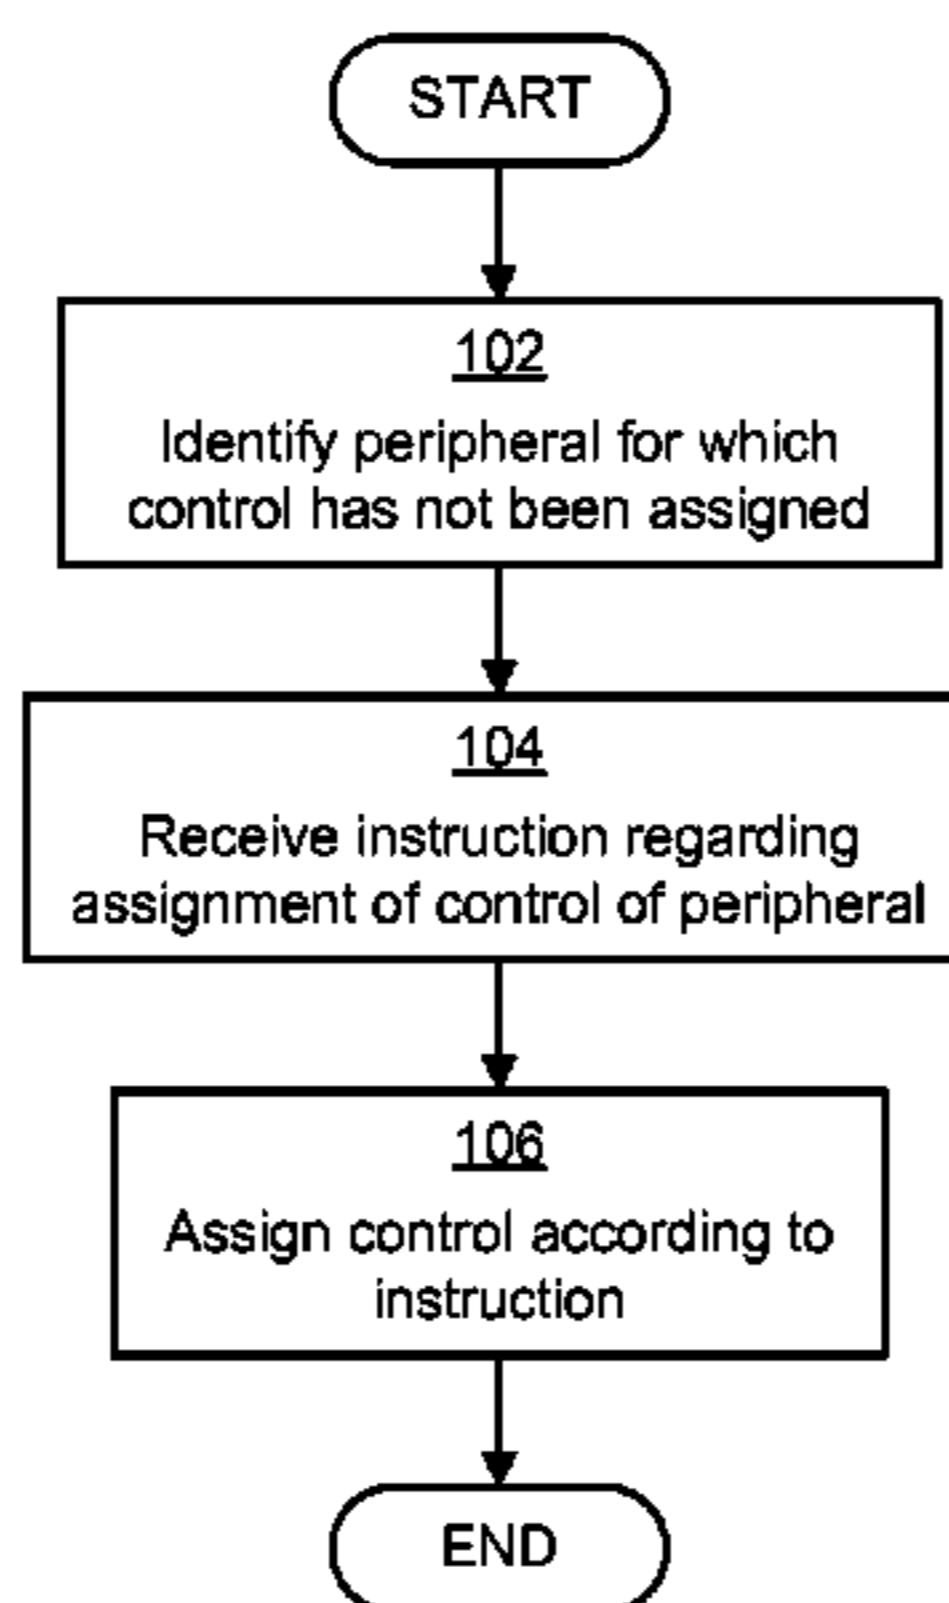 START
102
Identify peripheral for which
control has not been assigned
104
Receive instruction regarding
assignment of control of peripheral
106
Assign control according to
instruction
END